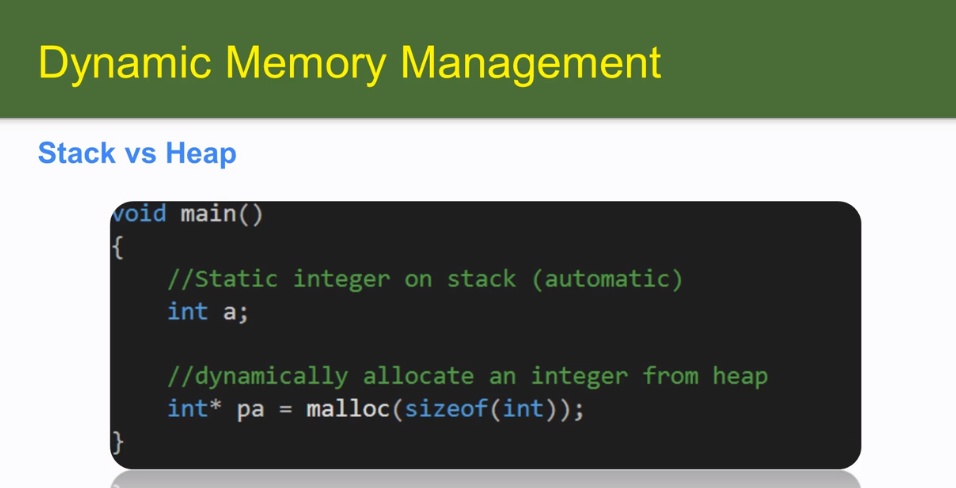 Dynamic Memory Management
Stack vs Heap
void main()
{
//Static integer on stack (automatic)
int a;
//dynamically allocate an integer from heap
int* pa = malloc(sizeof(int));
}